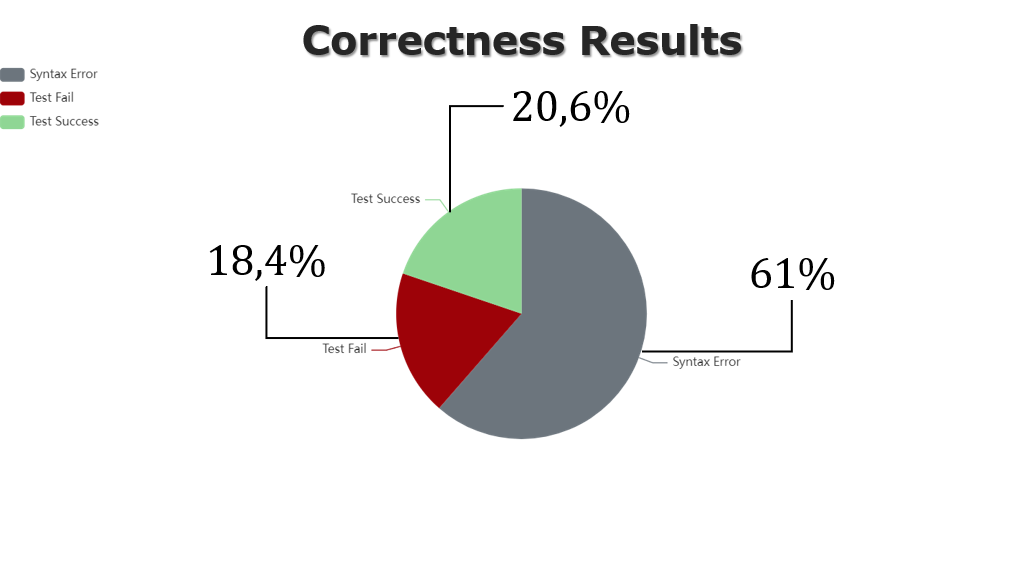 Correctness Results
Syntax Error
Test Fail
Test Success
20,6%
Test Success
18,4%
61%
Test Fail
Syntax Error